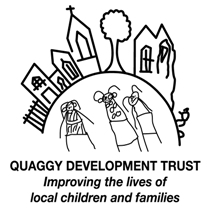 QUAGGY DEVELOPMENT TRUST
Improving the lives of
local children and families